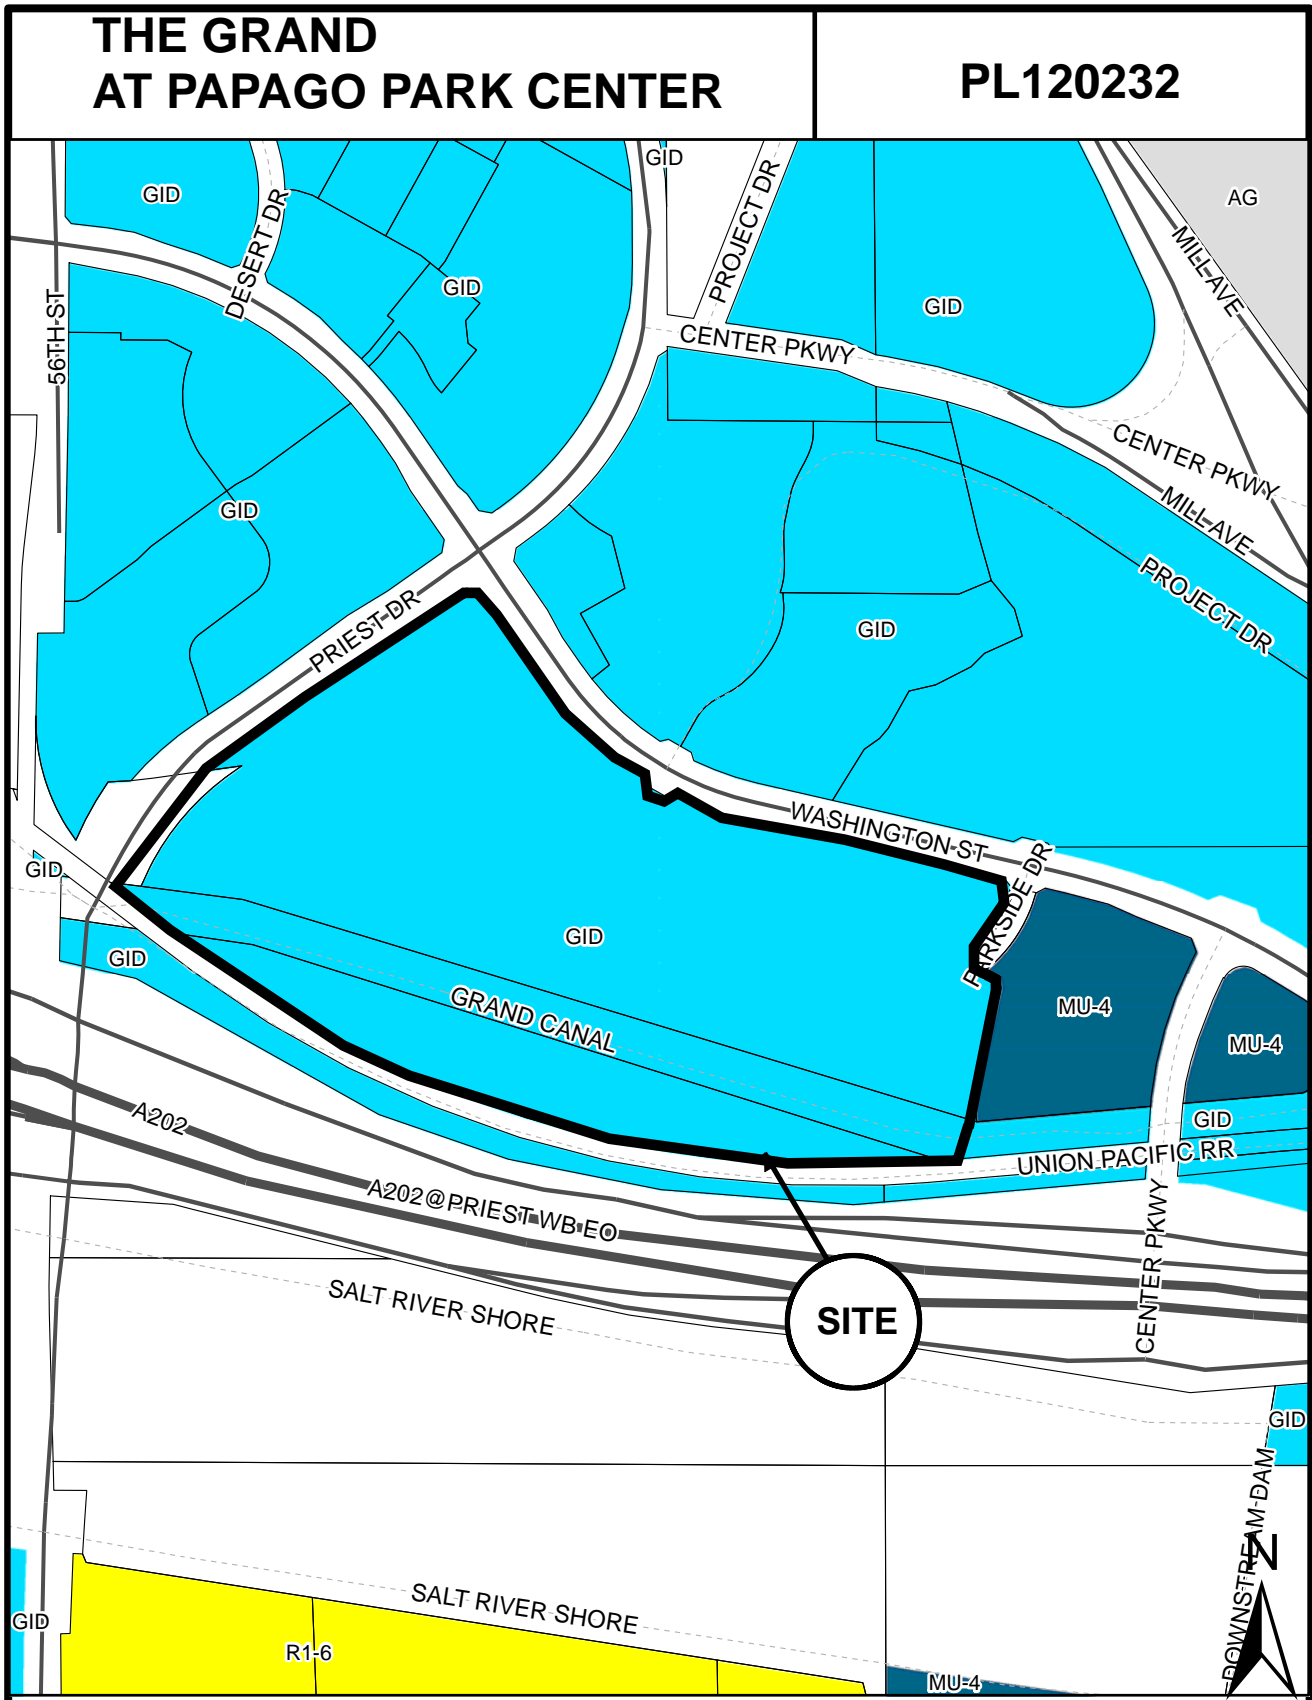 THE GRAND
AT PAPAGO PARK CENTER
PL120232
GID
GID
AG
DESERT DR
PROJECT DR
MILL AVE
GID
GID
56TH ST
CENTER PKWY
CENTER PKWY
MILL AVE
GID
PROJECT DR
PRIEST DR
GID
WASHINGTON ST
PARKSIDE DR
GID
GID
GID
GRAND CANAL
MU-4
MU-4
A202
GID
UNION PACIFIC RR
A202@PRIEST WB EO
CENTER PKWY
SALT RIVER SHORE
SITE
GID
DOWNSTREAM DAM
N
SALT RIVER SHORE
GID
R1-6
MU-4